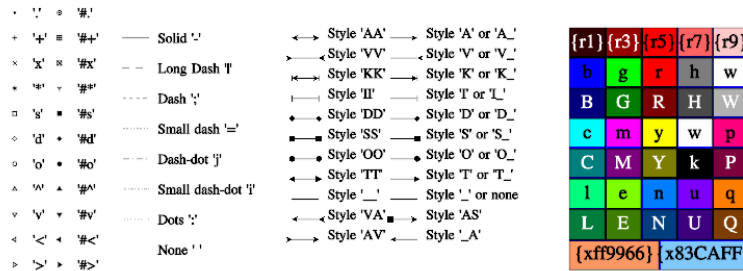 '.' '#.'
'+' '#+'
'x' '#x'
'*' '#*'
's' '#s'
'd' '#d'
'o' '#o'
'^' '#^'
'v' '#v'
'<' '#<'
'>' '#>'
Solid '-'
Long Dash '|'
Dash ';'
Small dash '='
Dash-dot 'j'
Small dash-dot 'i'
Dots ':'
None ' '
Style 'AA' Style 'A' or 'A_'
Style 'VV' Style 'V' or 'V_'
Style 'KK' Style 'K' or 'K_'
Style 'II' Style 'I' or 'I_'
Style 'DD' Style 'D' or 'D_'
Style 'SS' Style 'S' or 'S_'
Style 'OO' Style 'O' or 'O_'
Style 'TT' Style 'T' or 'T_'
Style '__' Style '_' or none
Style 'VA' Style 'AS'
Style 'AV' Style '_A'
{r1} {r3} {r5} {r7} {r9}
b g r h w
B G R H W
c m y w p
C M Y k P
l e n u q
L E N U Q
{xff9966} {x83CAFF}